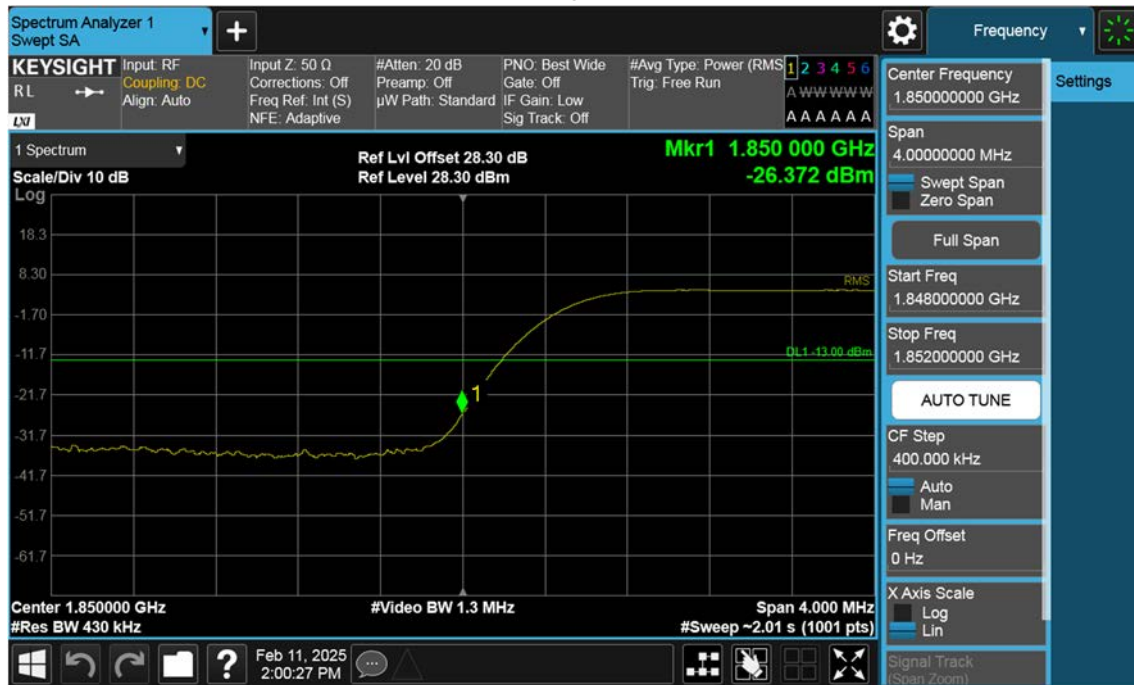 Spectrum Analyzer 1
Swept SA
Frequency
KEYSIGHT
RL
LXI
Input: RF
Coupling: DC
Align: Auto
Input Z: 50 Ω
Corrections: Off
Freq Ref: Int (S)
NFE: Adaptive
#Atten: 20 dB
Preamp: Off
µW Path: Standard
PNO: Best Wide
Gate: Off
IF Gain: Low
Sig Track: Off
#Avg Type: Power (RMS
Trig: Free Run
1 2 3 4 5 6
A W W W W W
A A A A A A
1 Spectrum
Scale/Div 10 dB
Ref Lvl Offset 28.30 dB
Ref Level 28.30 dBm
Mkr1 1.850 000 GHz
-26.372 dBm
Log
18.3
8.30
-1.70
-11.7
-21.7
-31.7
-41.7
-51.7
-61.7
RMS
DL1 -13.00 dBm
1
Center 1.850000 GHz
#Res BW 430 kHz
#Video BW 1.3 MHz
Span 4.000 MHz
#Sweep ~2.01 s (1001 pts)
?
Feb 11, 2025
2:00:27 PM
Center Frequency
1.850000000 GHz
Span
4.00000000 MHz
Swept Span
Zero Span
Full Span
Start Freq
1.848000000 GHz
Stop Freq
1.852000000 GHz
AUTO TUNE
CF Step
400.000 kHz
Auto
Man
Freq Offset
0 Hz
X Axis Scale
Log
Lin
Signal Track
(Span Zoom)
Settings